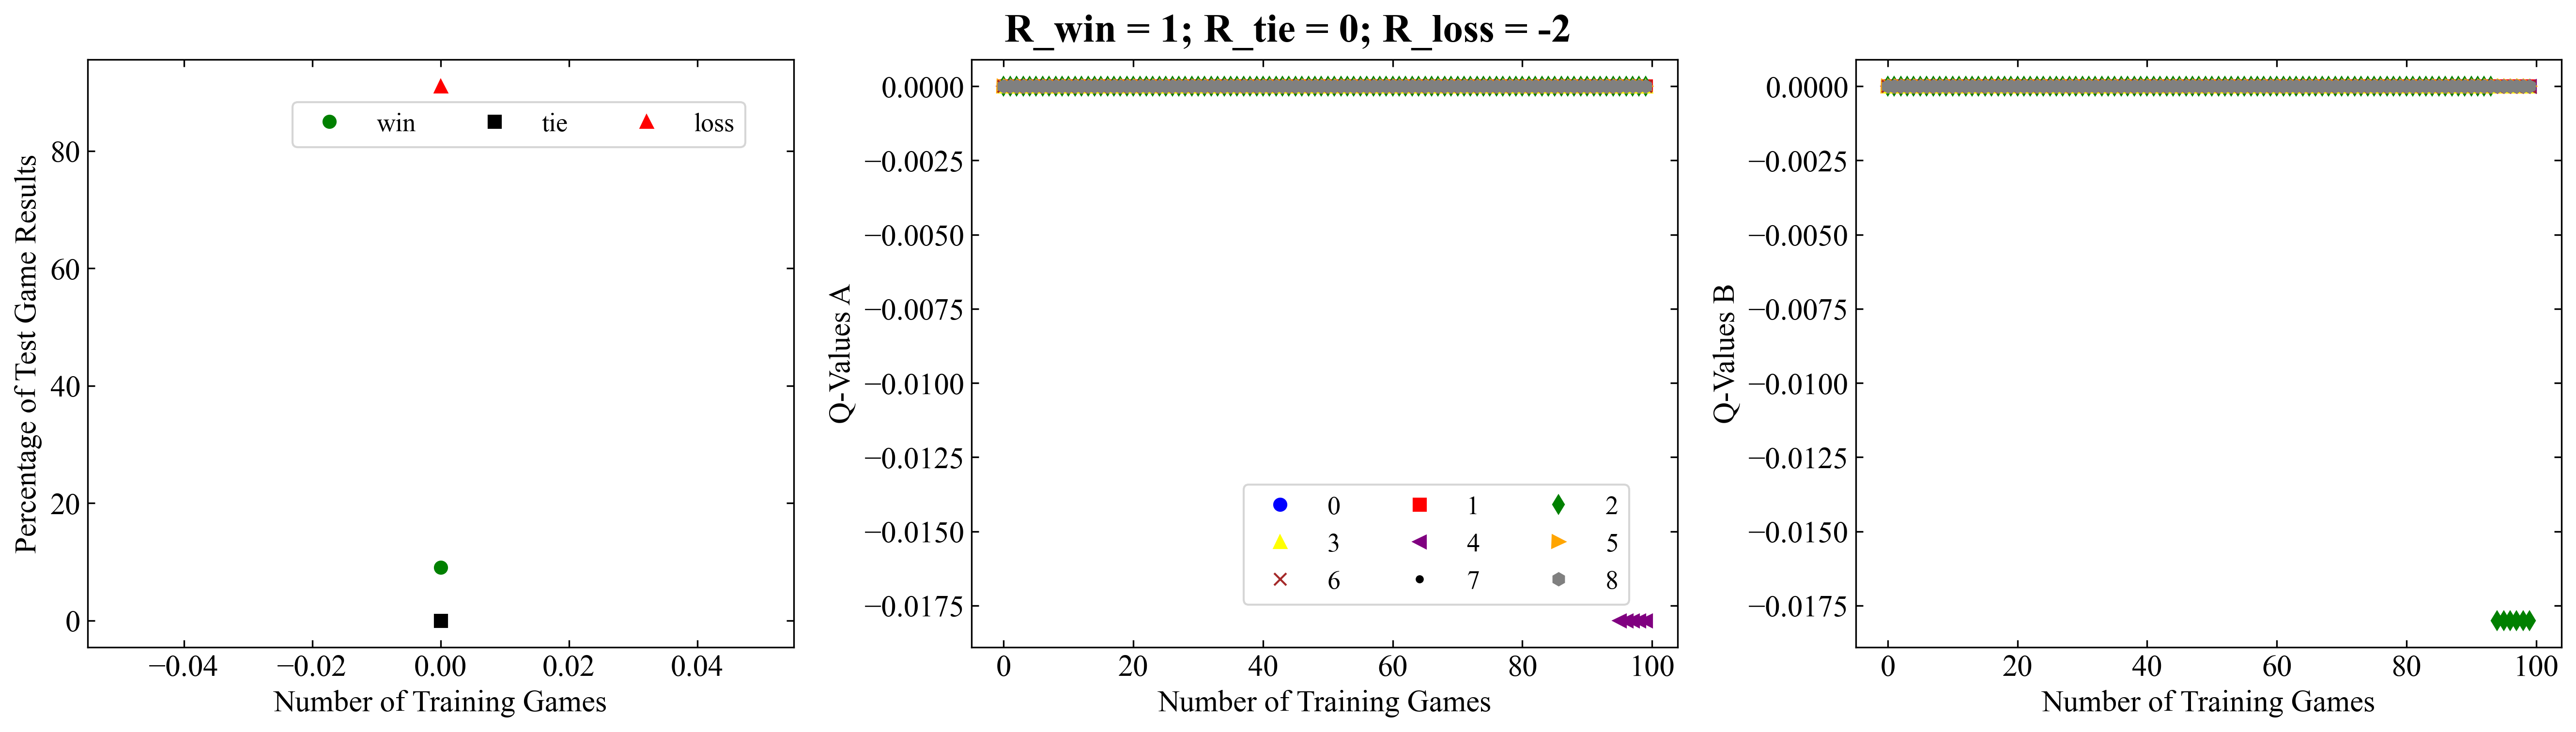 R_win = 1; R_tie = 0; R_loss = -2
Percentage of Test Game Results
80
60
40
20
0
win tie loss
−0.04 −0.02 0.00 0.02 0.04
Number of Training Games
Q-Values A
0.0000
−0.0025
−0.0050
−0.0075
−0.0100
−0.0125
−0.0150
−0.0175
0 1 2
3 4 5
6 7 8
0 20 40 60 80 100
Number of Training Games
Q-Values B
0.0000
−0.0025
−0.0050
−0.0075
−0.0100
−0.0125
−0.0150
−0.0175
0 20 40 60 80 100
Number of Training Games